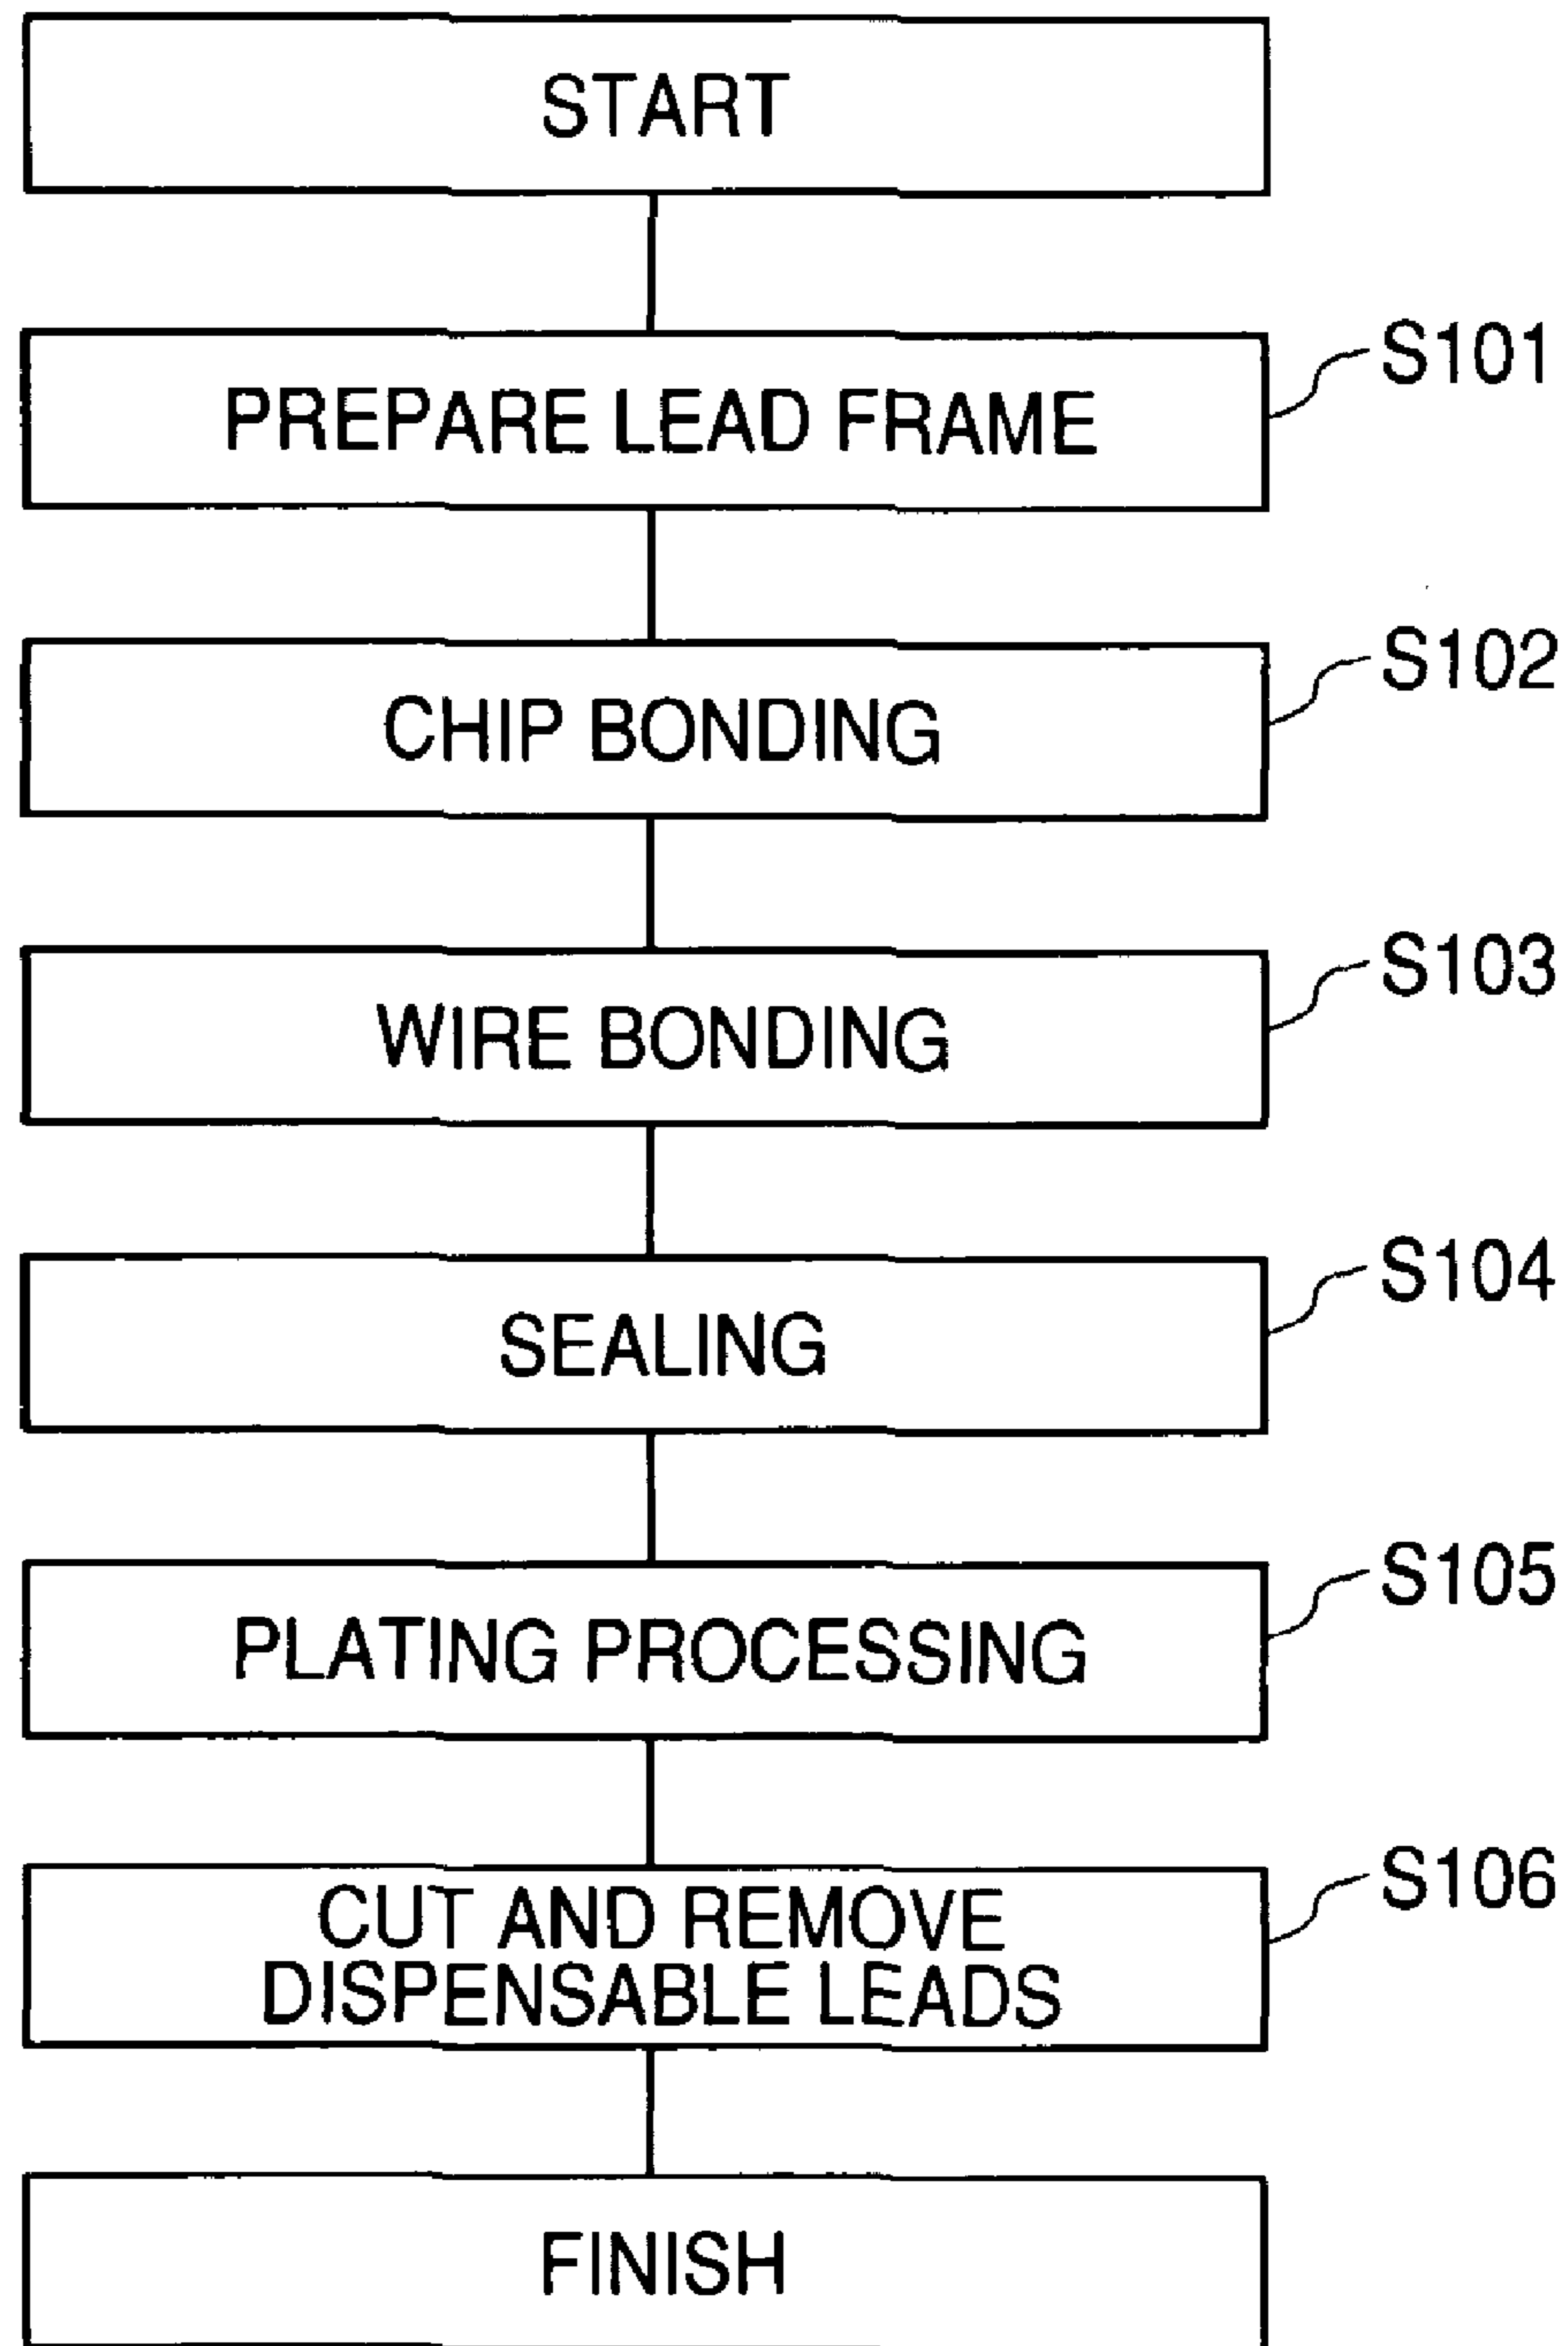 START
PREPARE LEAD FRAME
S101
CHIP BONDING
S102
WIRE BONDING
S103
SEALING
S104
PLATING PROCESSING
S105
CUT AND REMOVE
DISPENSABLE LEADS
S106
FINISH